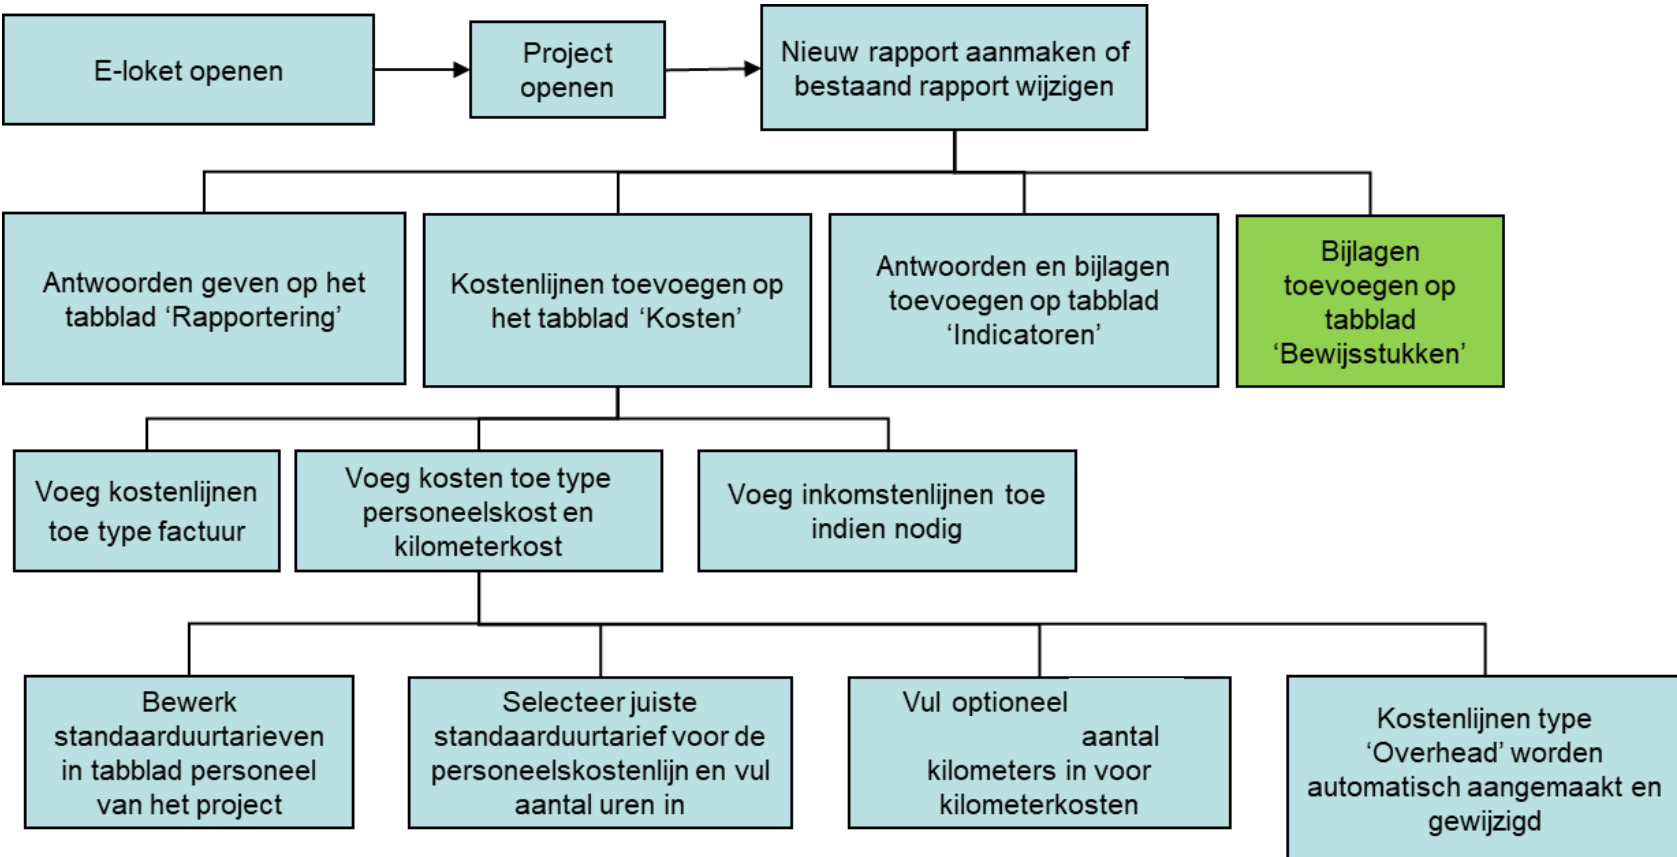 E-loket openen
Project
openen
Nieuw rapport aanmaken of
bestaand rapport wijzigen
Antwoorden geven op het
tabblad ‘Rapportering’
Kostenlijnen toevoegen op
het tabblad ‘Kosten’
Antwoorden en bijlagen
toevoegen op tabblad
‘Indicatoren’
Bijlagen
toevoegen op
tabblad
‘Bewijsstukken’
Voeg kostenlijnen
toe type factuur
Voeg kosten toe type
personeelskost en
kilometerkost
Voeg inkomstenlijnen toe
indien nodig
Bewerk
standaarduurtarieven
in tabblad personeel
van het project
Selecteer juiste
standaarduurtarief voor de
personeelskostenlijn en vul
aantal uren in
Vul optioneel
aantal
kilometers in voor
kilometerkosten
Kostenlijnen type
‘Overhead’ worden
automatisch aangemaakt en
gewijzigd